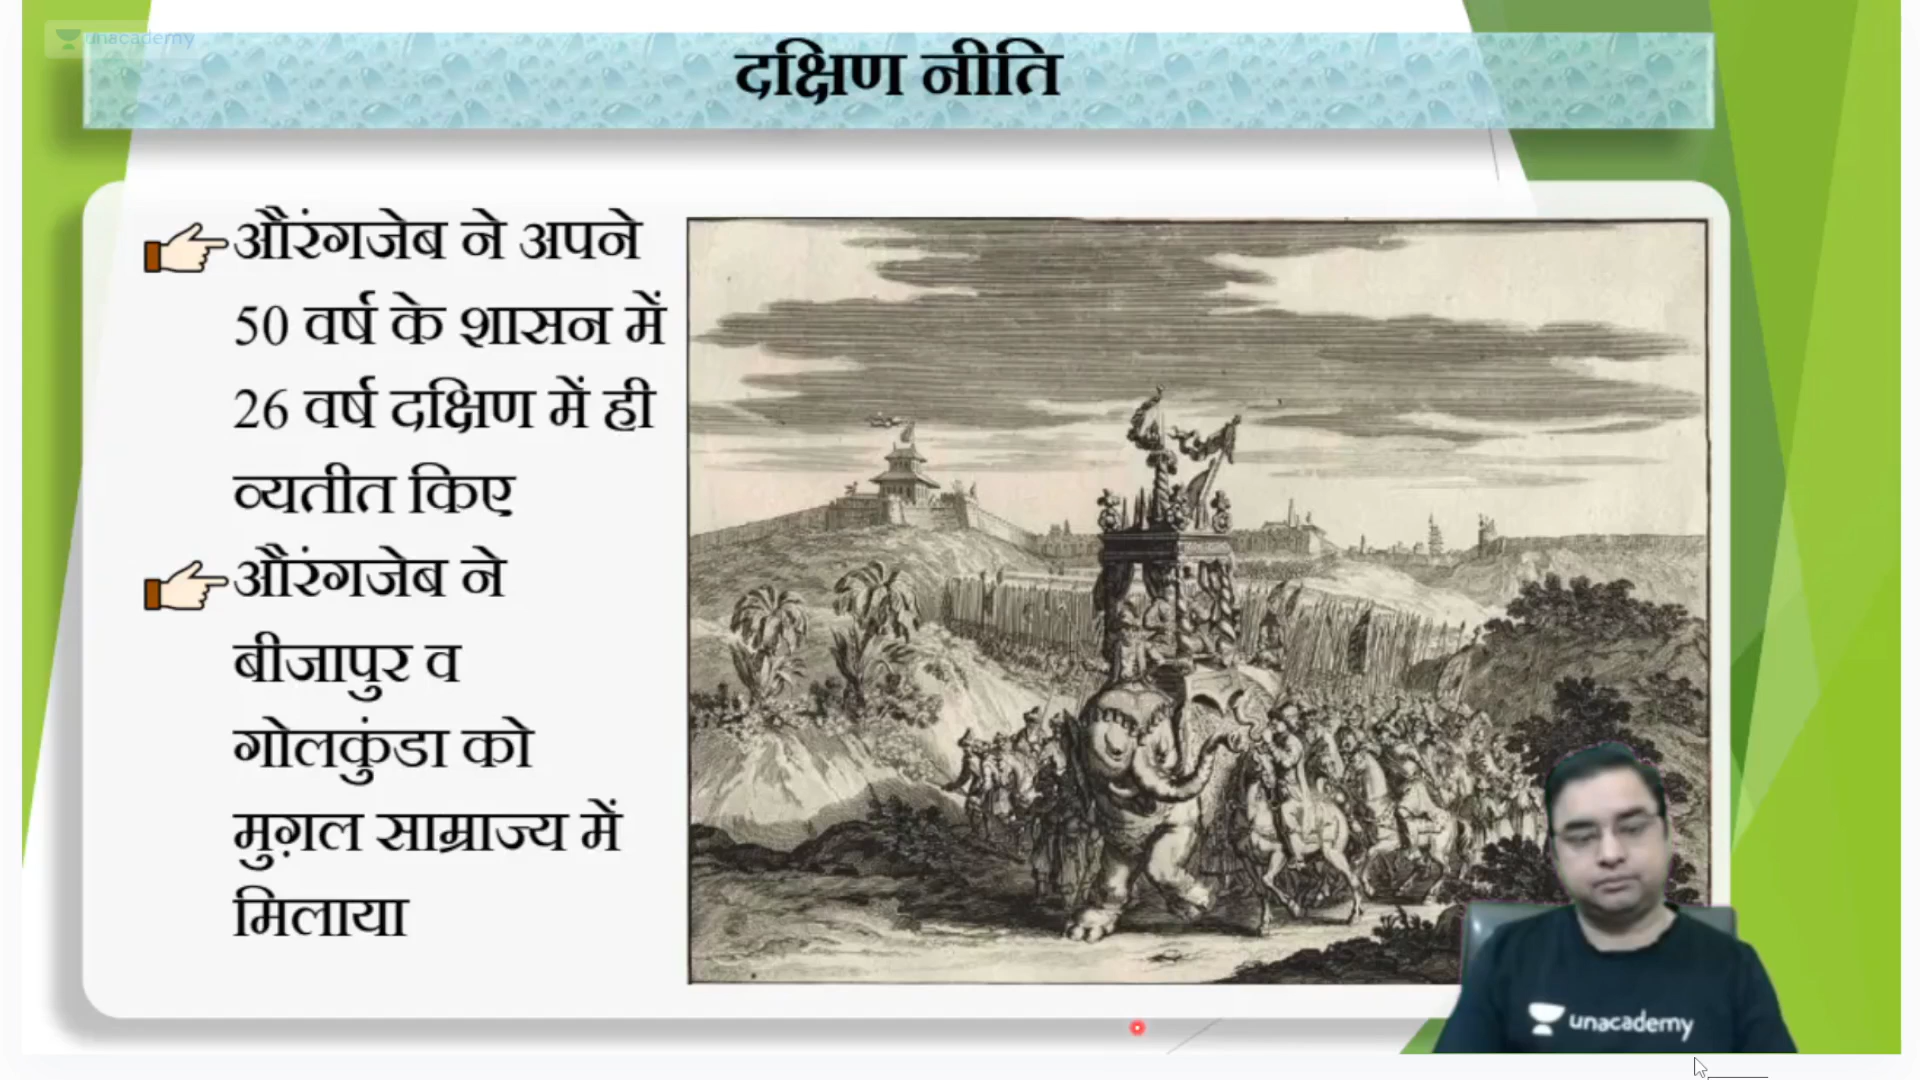 unacademy
दक्षिण नीति
औरंगजेब ने अपने
50 वर्ष के शासन में
26 वर्ष दक्षिण में ही
व्यतीत किए
औरंगजेब ने
बीजापुर व
गोलकुंडा को
मुग़ल साम्राज्य में
मिलाया
unacademy